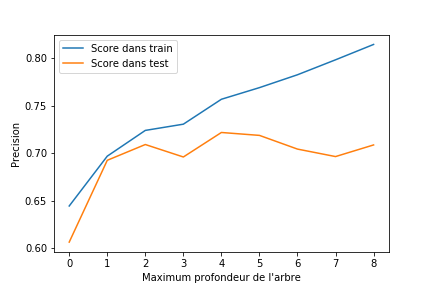 Score dans train
Score dans test
0.80
0.75
0.70
0.65
0.60
Precision
0 1 2 3 4 5 6 7 8
Maximum profondeur de l'arbre